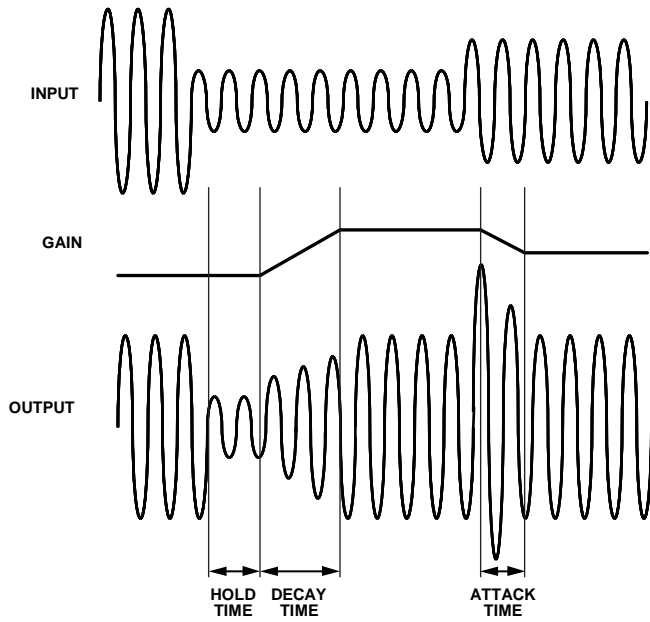 INPUT
GAIN
OUTPUT
HOLD
TIME
DECAY
TIME
ATTACK
TIME